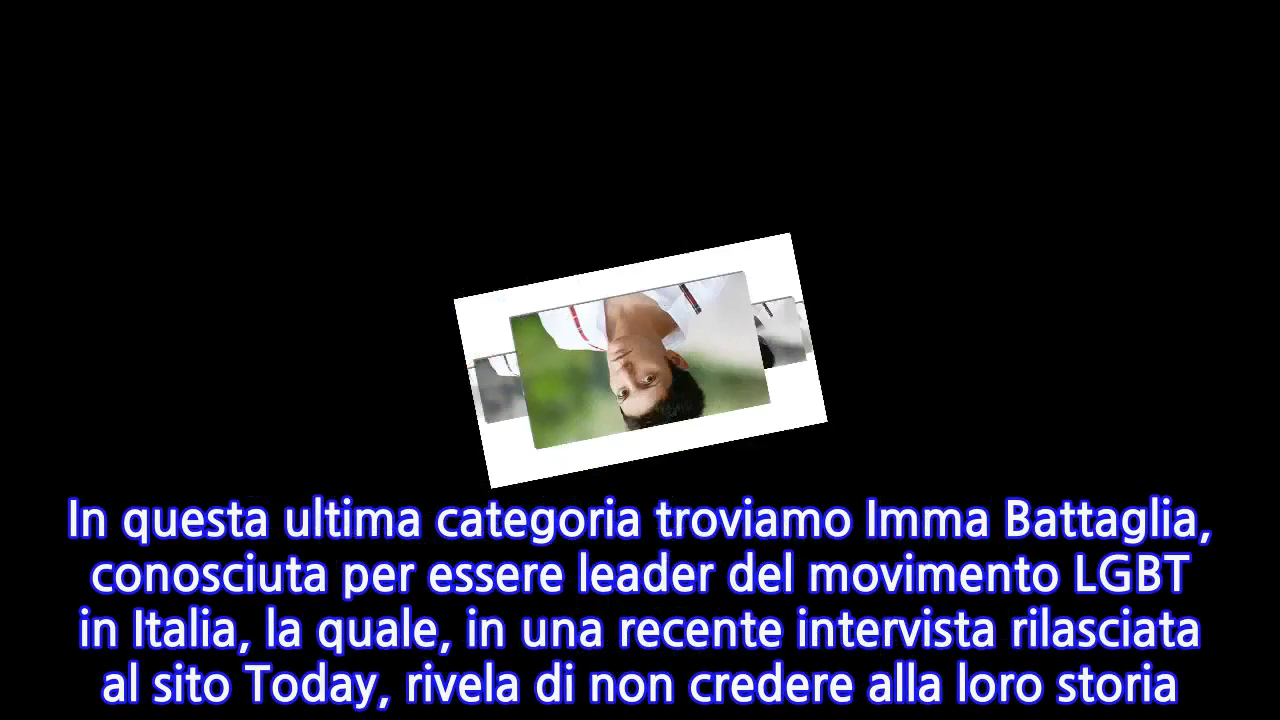 In questa ultima categoria troviamo Imma Battaglia,
conosciuta per essere leader del movimento LGBT
in Italia, la quale, in una recente intervista rilasciata
al sito Today, rivela di non credere alla loro storia